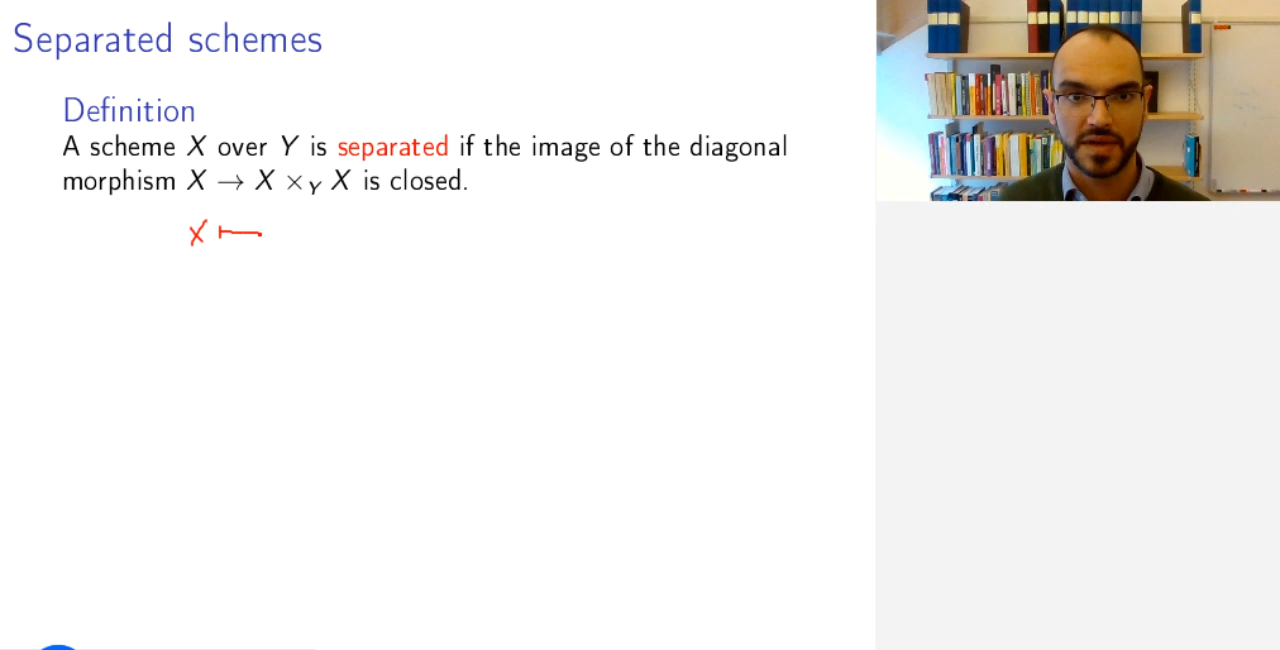 Separated schemes
Definition
A scheme X over Y is separated if the image of the diagonal
morphism X → X ×_Y X is closed.
x ↦